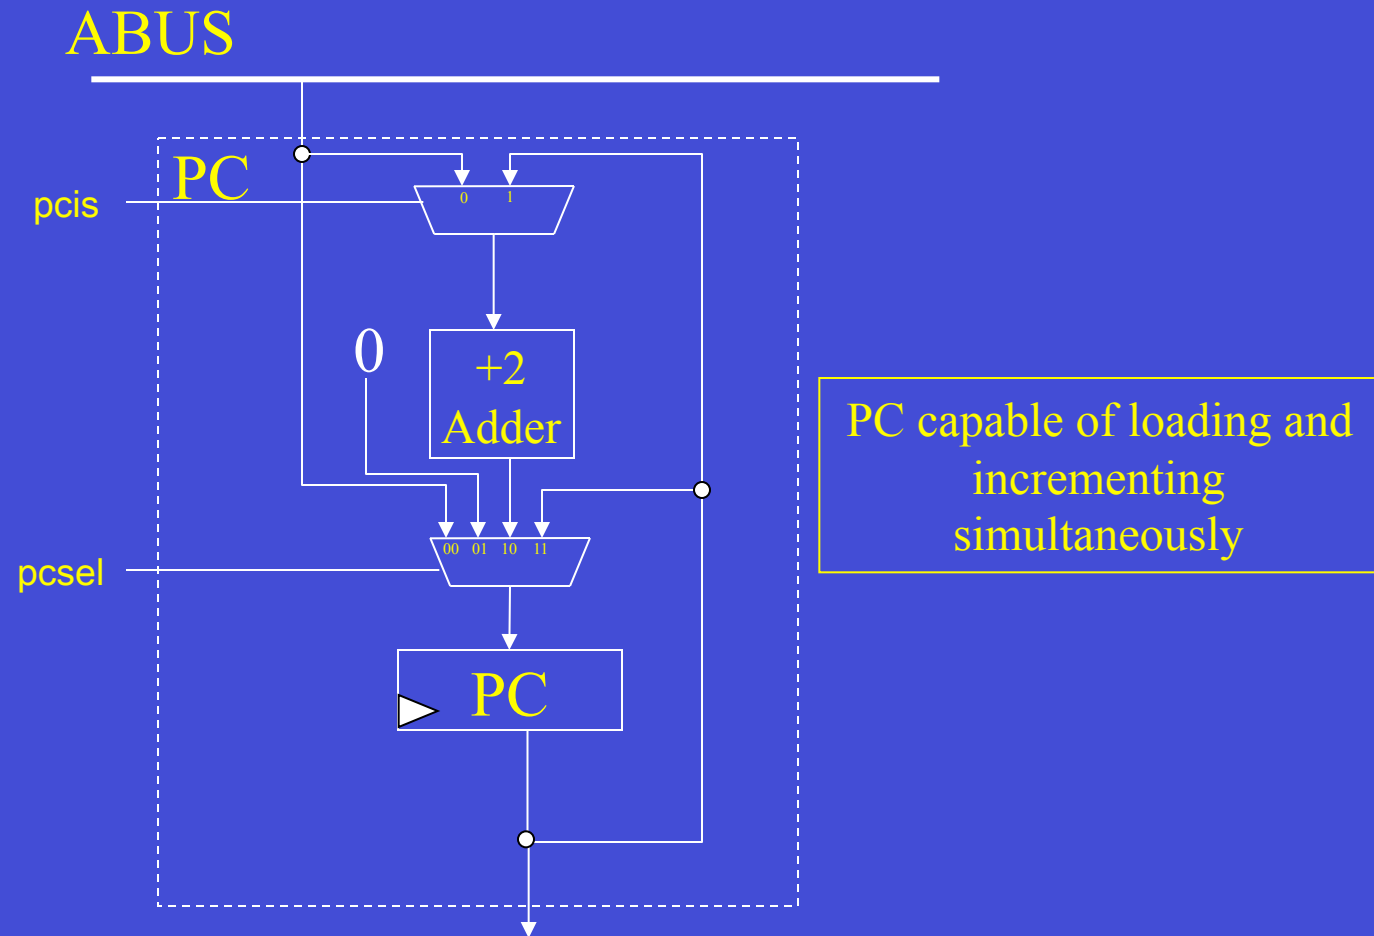 ABUS
PC
pcis
0 1
0
+2
Adder
PC capable of loading and
incrementing
simultaneously
00 01 10 11
pcsel
PC